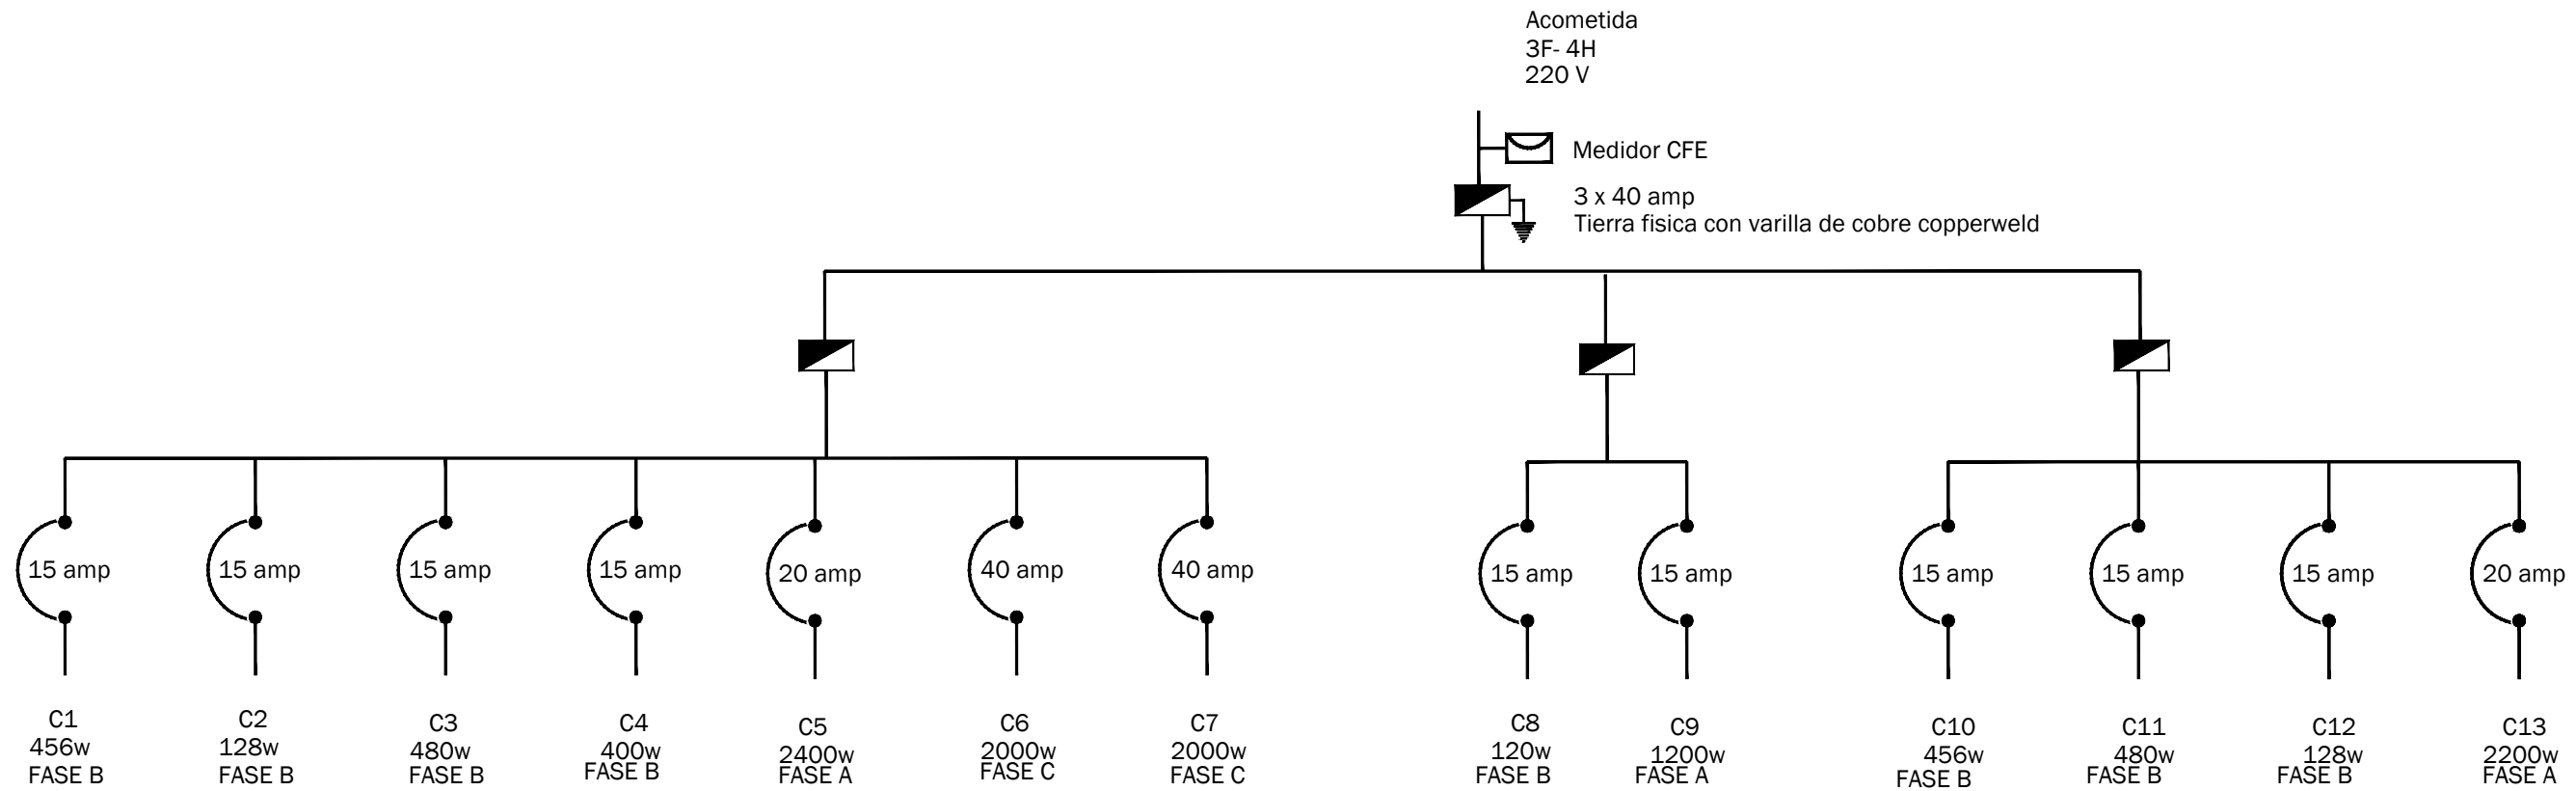 Acometida
3F- 4H
220 V
Medidor CFE
3 x 40 amp
Tierra fisica con varilla de cobre copperweld
15 amp
15 amp
15 amp
15 amp
20 amp
40 amp
40 amp
15 amp
15 amp
15 amp
15 amp
15 amp
20 amp
C1
456w
FASE B
C2
128w
FASE B
C3
480w
FASE B
C4
400w
FASE B
C5
2400w
FASE A
C6
2000w
FASE C
C7
2000w
FASE C
C8
120w
FASE B
C9
1200w
FASE A
C10
456w
FASE B
C11
480w
FASE B
C12
128w
FASE B
C13
2200w
FASE A